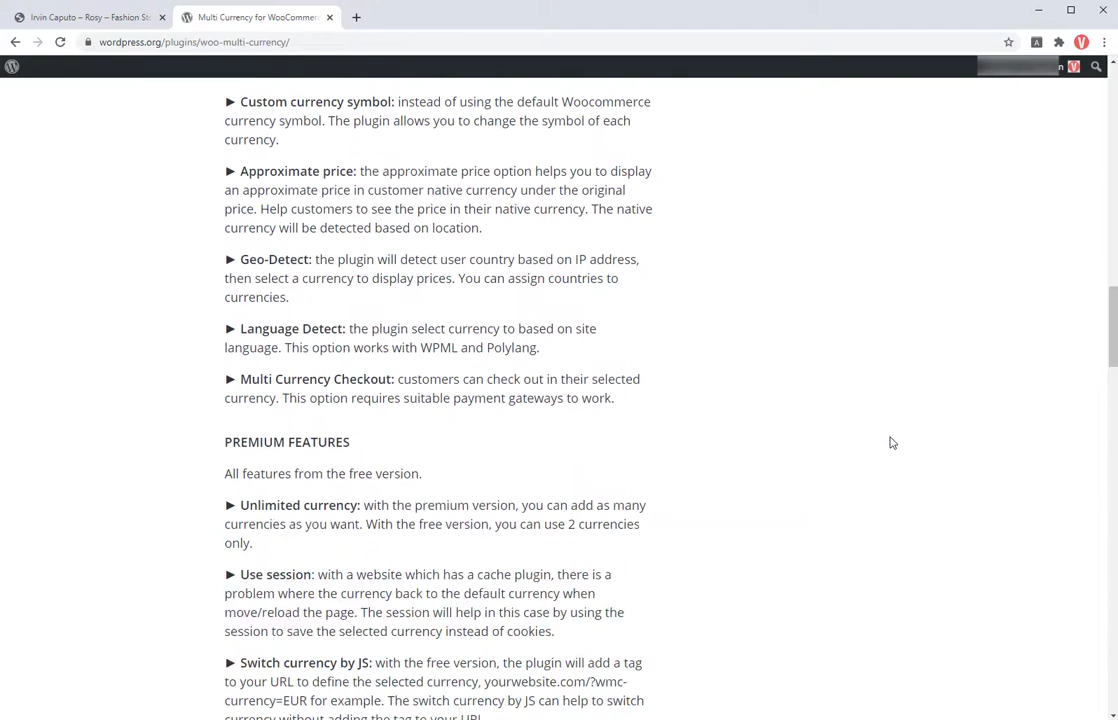 Irvin Caputo – Rosy – Fashion Sto
Multi Currency for WooCommerc
wordpress.org/plugins/woo-multi-currency/
n
► Custom currency symbol: instead of using the default Woocommerce
currency symbol. The plugin allows you to change the symbol of each
currency.
► Approximate price: the approximate price option helps you to display
an approximate price in customer native currency under the original
price. Help customers to see the price in their native currency. The native
currency will be detected based on location.
► Geo-Detect: the plugin will detect user country based on IP address,
then select a currency to display prices. You can assign countries to
currencies.
► Language Detect: the plugin select currency to based on site
language. This option works with WPML and Polylang.
► Multi Currency Checkout: customers can check out in their selected
currency. This option requires suitable payment gateways to work.
PREMIUM FEATURES
All features from the free version.
► Unlimited currency: with the premium version, you can add as many
currencies as you want. With the free version, you can use 2 currencies
only.
► Use session: with a website which has a cache plugin, there is a
problem where the currency back to the default currency when
move/reload the page. The session will help in this case by using the
session to save the selected currency instead of cookies.
► Switch currency by JS: with the free version, the plugin will add a tag
to your URL to define the selected currency, yourwebsite.com/?wmc-
currency=EUR for example. The switch currency by JS can help to switch
currency without adding the tag to your URL